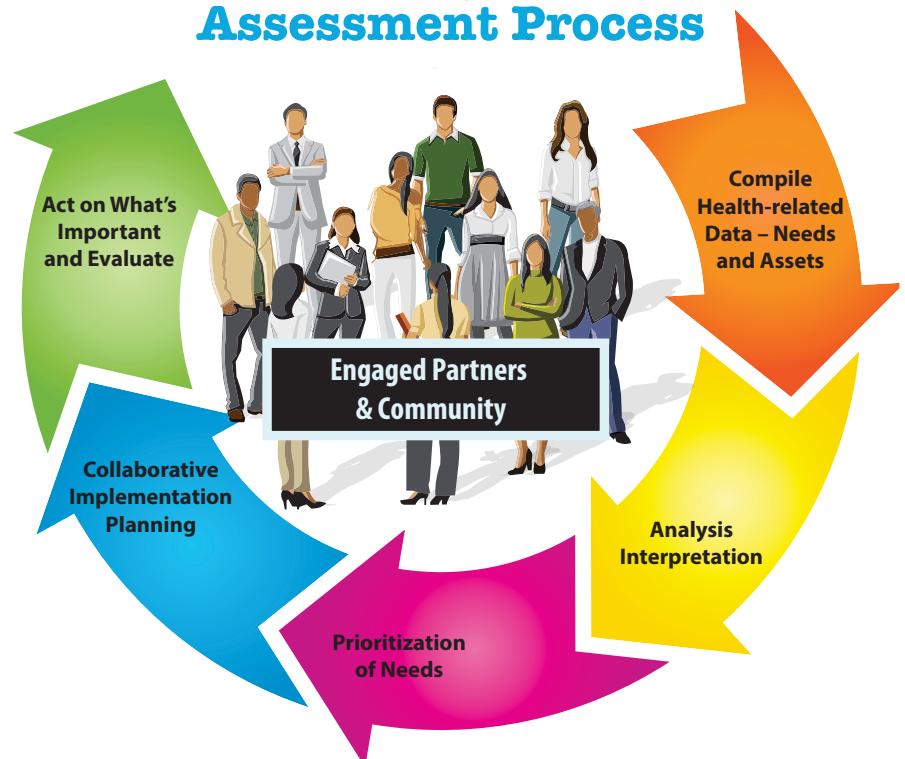 Assessment Process
Compile
Health-related
Data – Needs
and Assets
Analysis
Interpretation
Prioritization
of Needs
Collaborative
Implementation
Planning
Act on What's
Important
and Evaluate
Engaged Partners
& Community